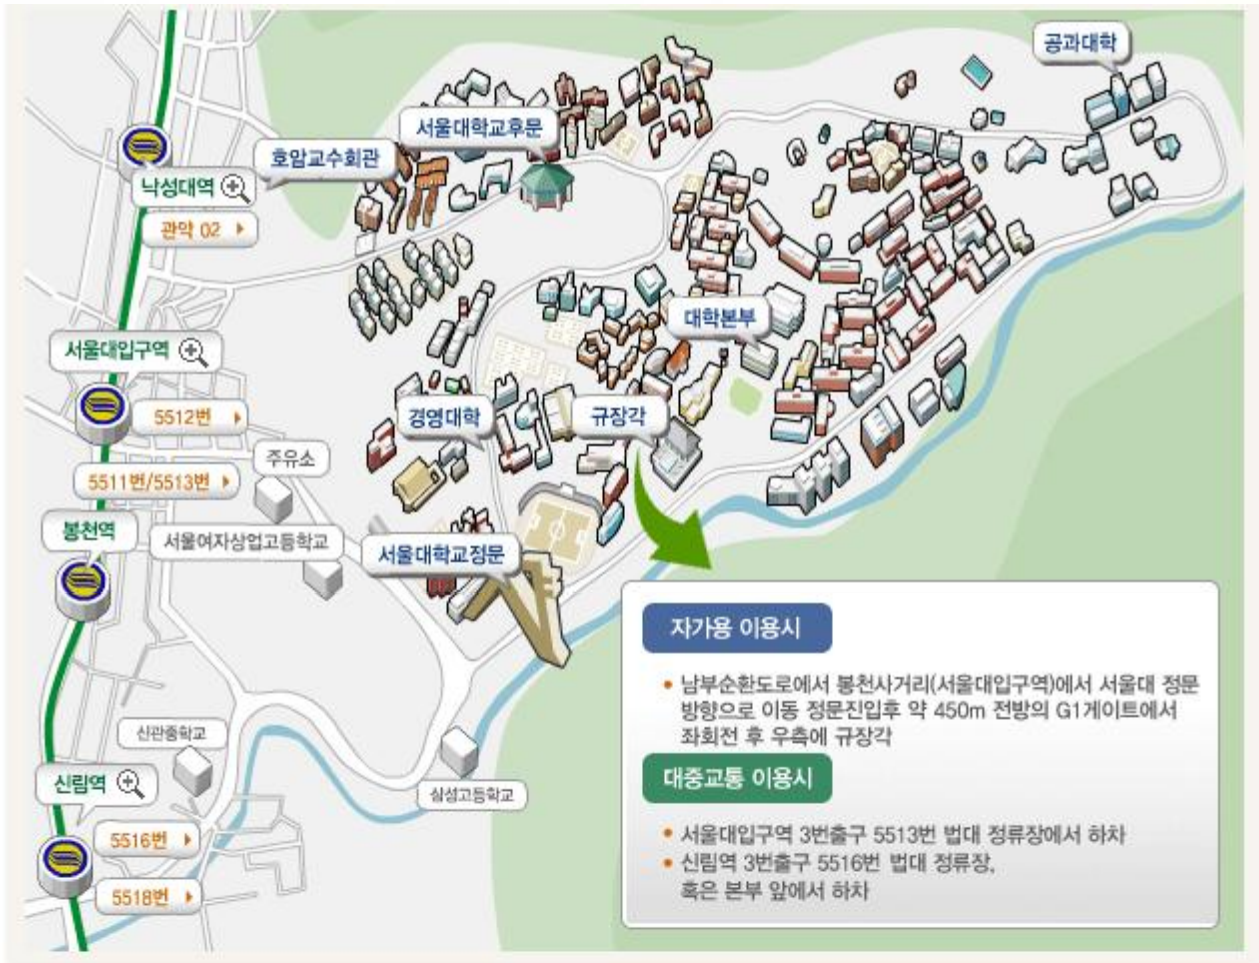 공과대학
서울대학교후문
호암교수회관
낙성대역
관악 02
서울대입구역
대학본부
5512번
경영대학
규장각
주유소
5511번/5513번
봉천역
서울여자상업고등학교
서울대학교정문
자가용 이용시
남부순환도로에서 봉천사거리(서울대입구역)에서 서울대 정문
방향으로 이동 정문진입후 약 450m 전방의 G1게이트에서
좌회전 후 우측에 규장각
신관중학교
대중교통 이용시
신림역
삼성고등학교
서울대입구역 3번출구 5513번 법대 정류장에서 하차
5516번
신림역 3번출구 5516번 법대 정류장,
혹은 본부 앞에서 하차
5518번